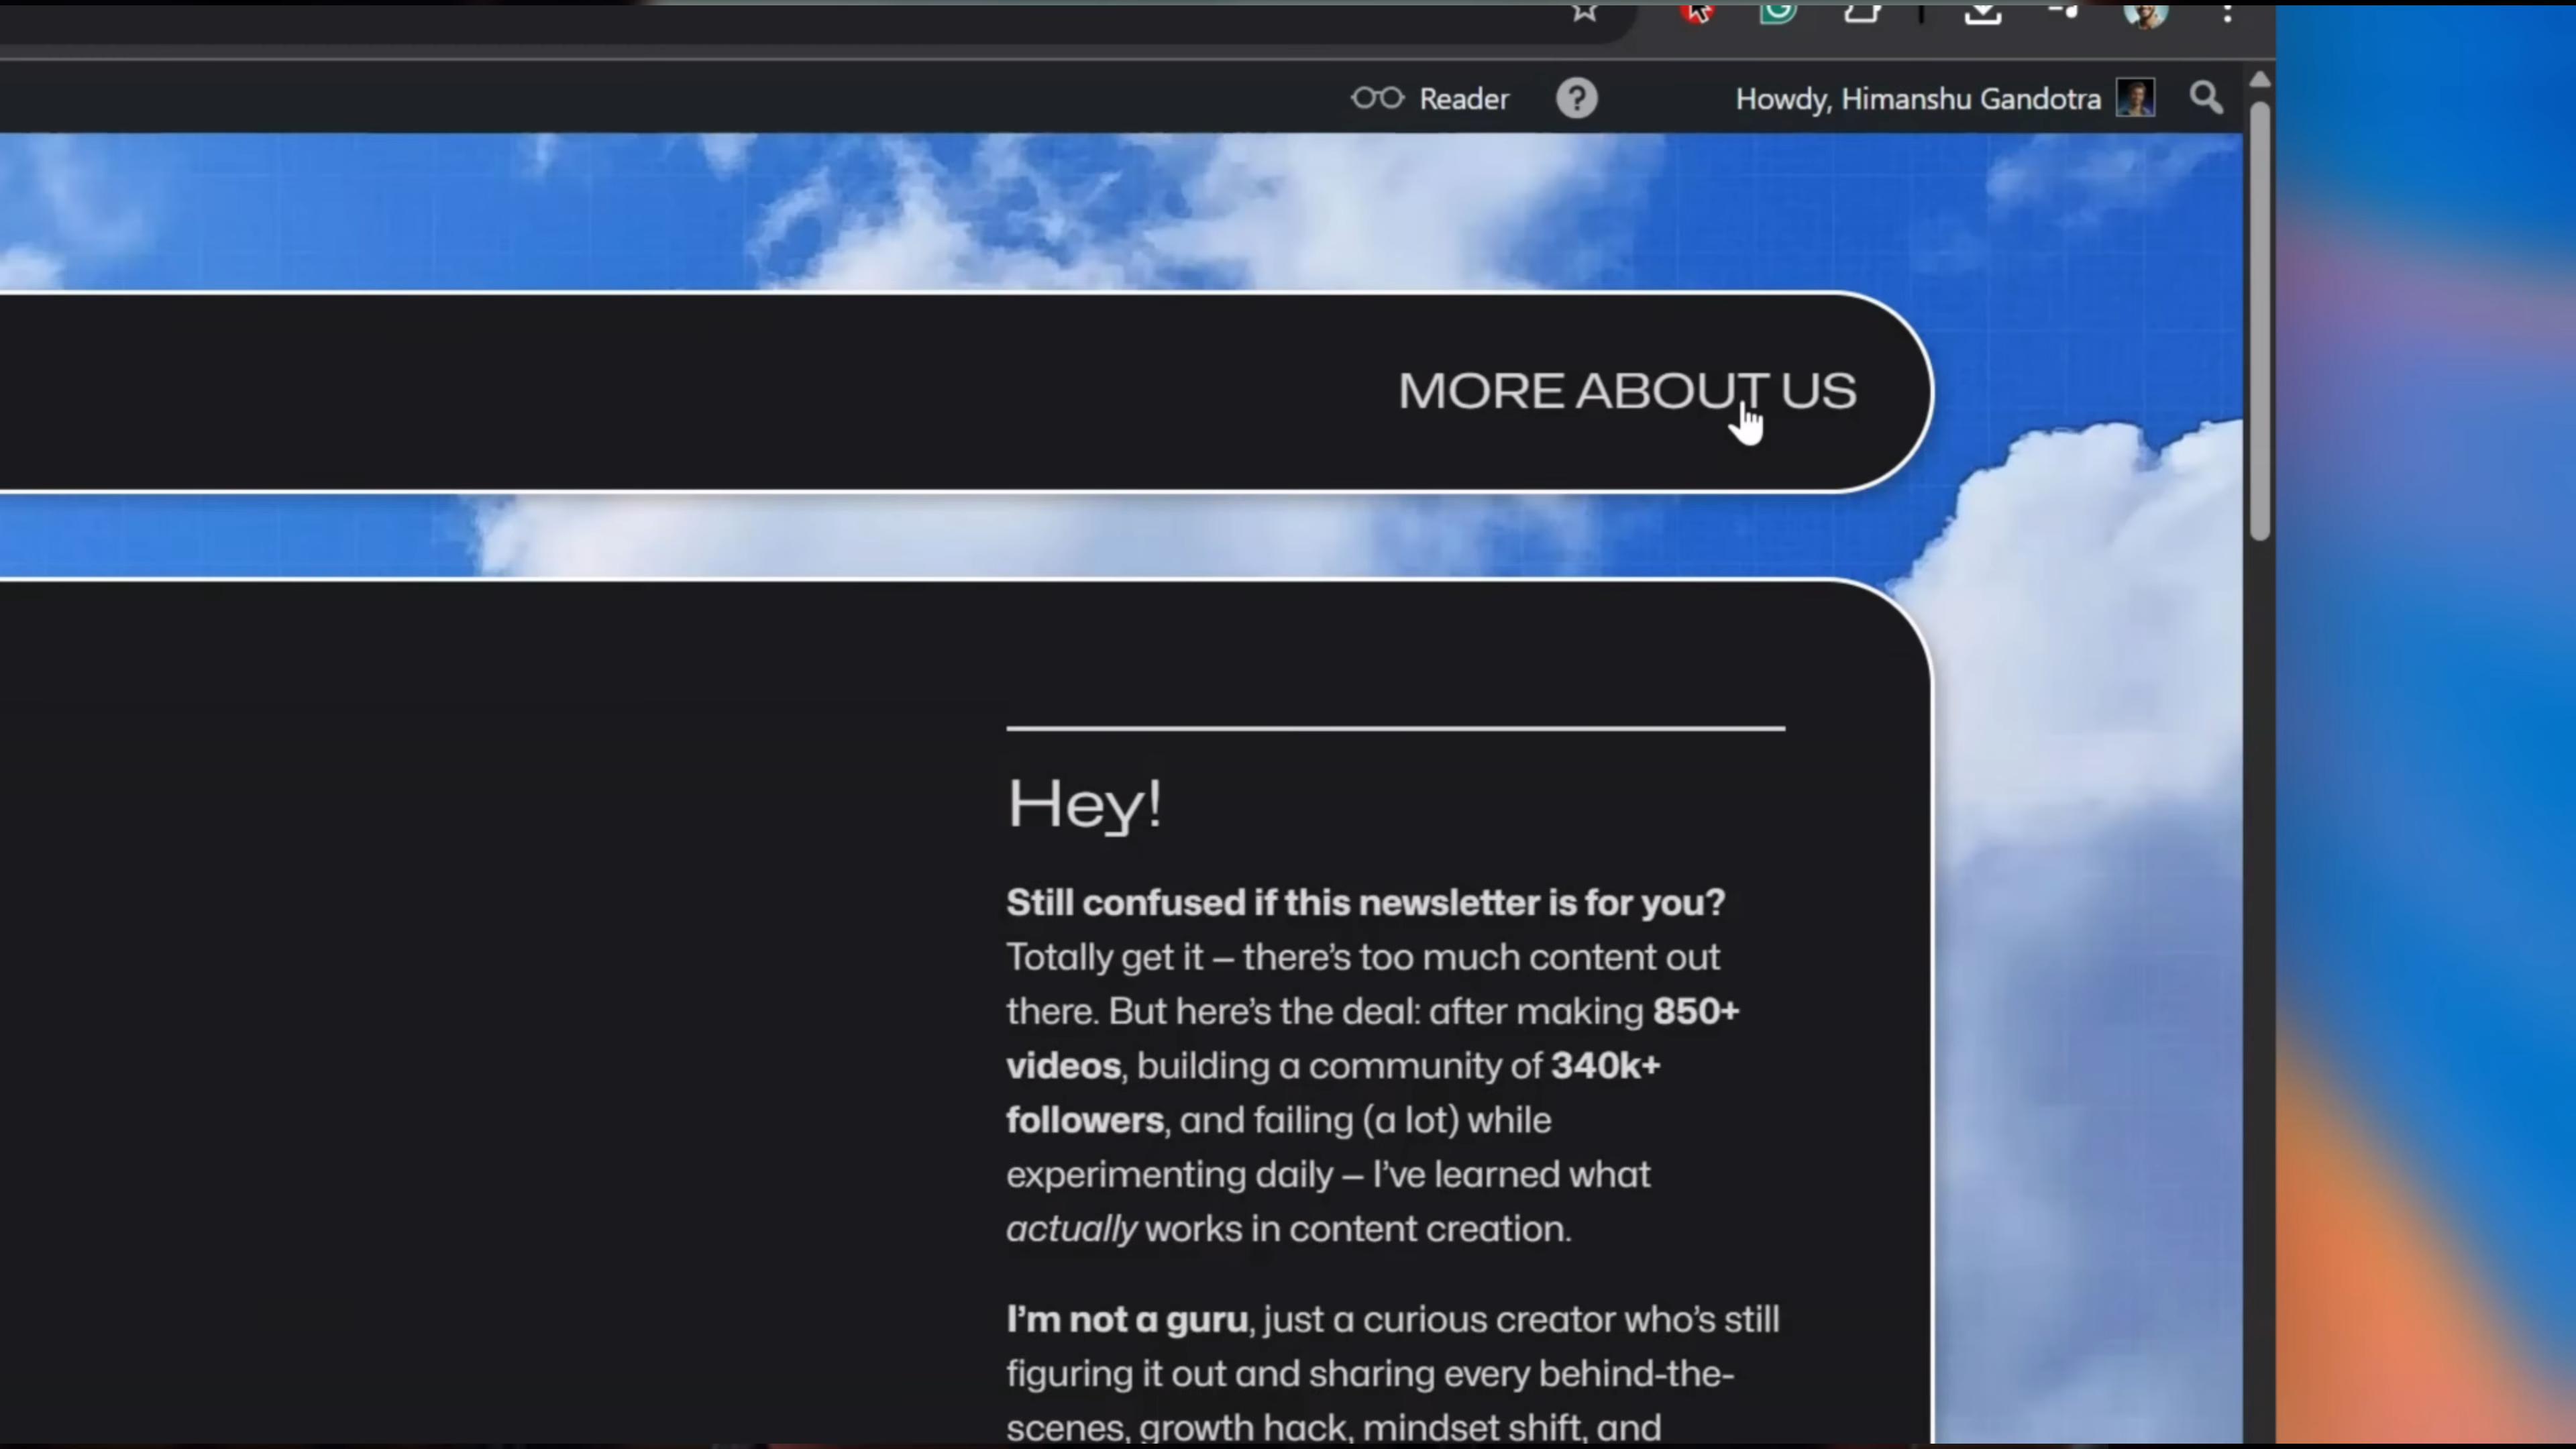 Reader
Howdy, Himanshu Gandotra
MORE ABOUT US
Hey!
Still confused if this newsletter is for you?
Totally get it – there’s too much content out
there. But here’s the deal: after making 850+
videos, building a community of 340k+
followers, and failing (a lot) while
experimenting daily – I’ve learned what
actually works in content creation.
I’m not a guru, just a curious creator who’s still
figuring it out and sharing every behind-the-
scenes, growth hack, mindset shift, and